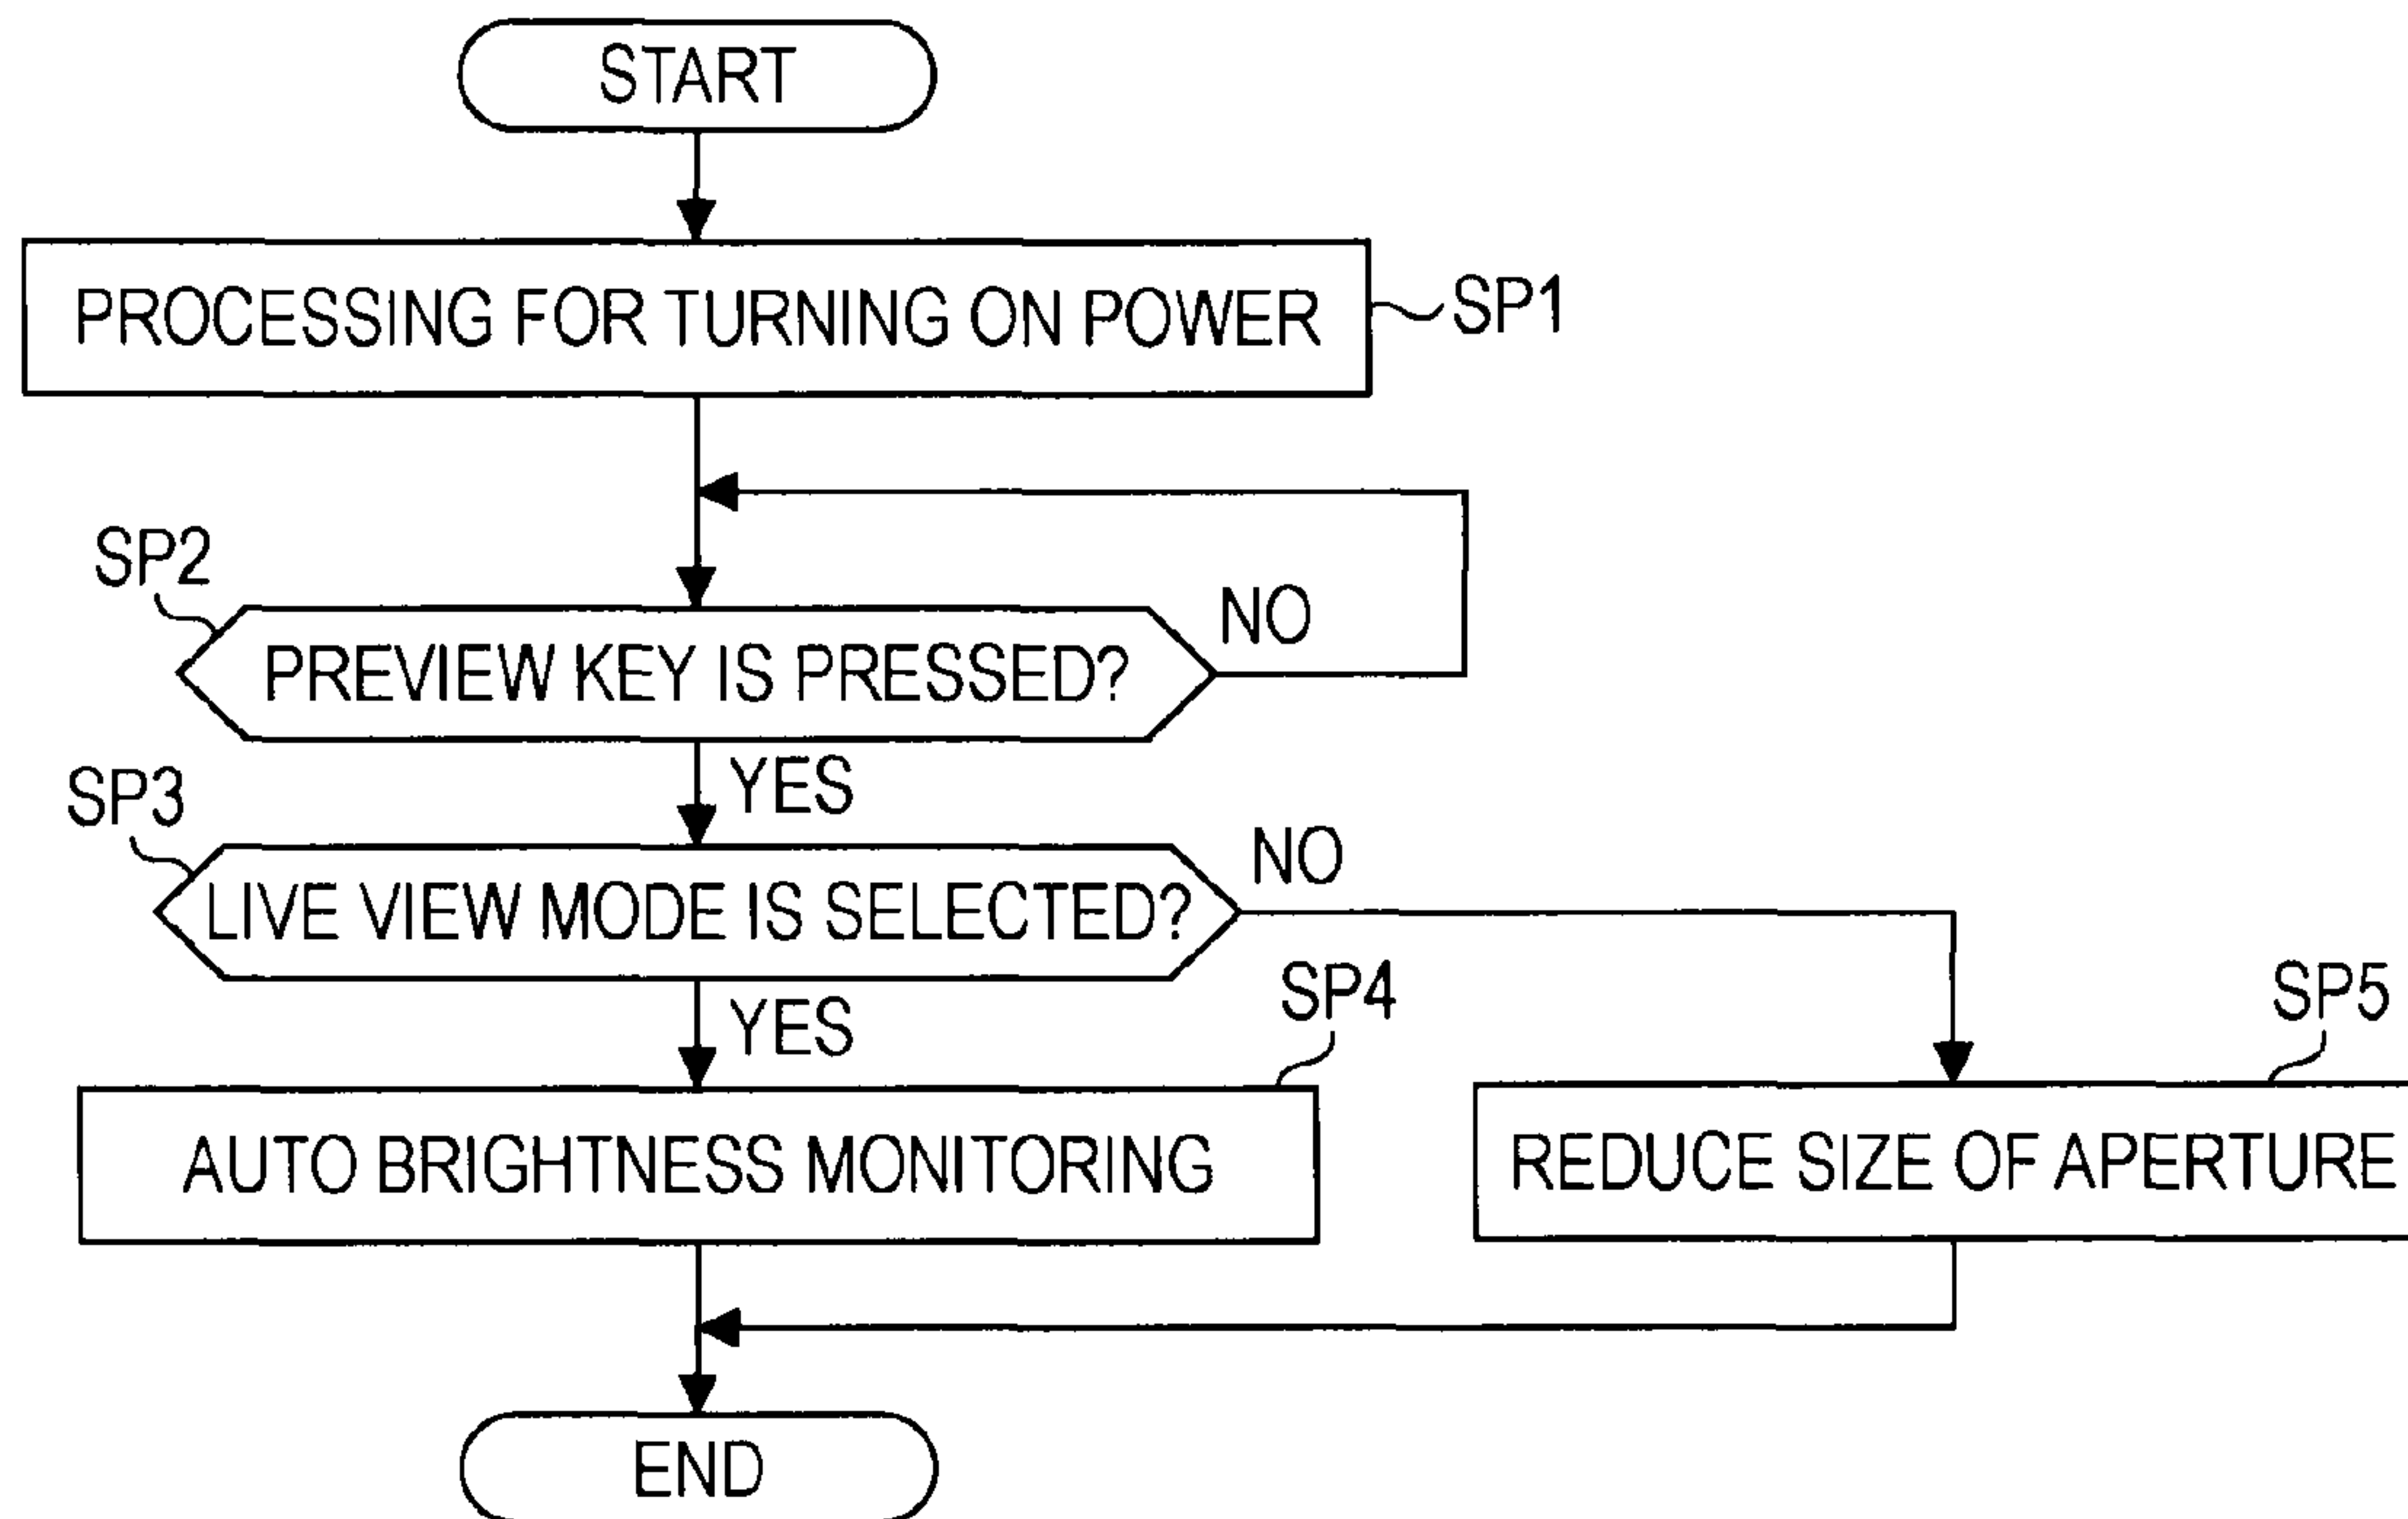 START
PROCESSING FOR TURNING ON POWER
SP1
SP2
PREVIEW KEY IS PRESSED?
NO
YES
SP3
LIVE VIEW MODE IS SELECTED?
NO
YES
SP4
AUTO BRIGHTNESS MONITORING
SP5
REDUCE SIZE OF APERTURE
END